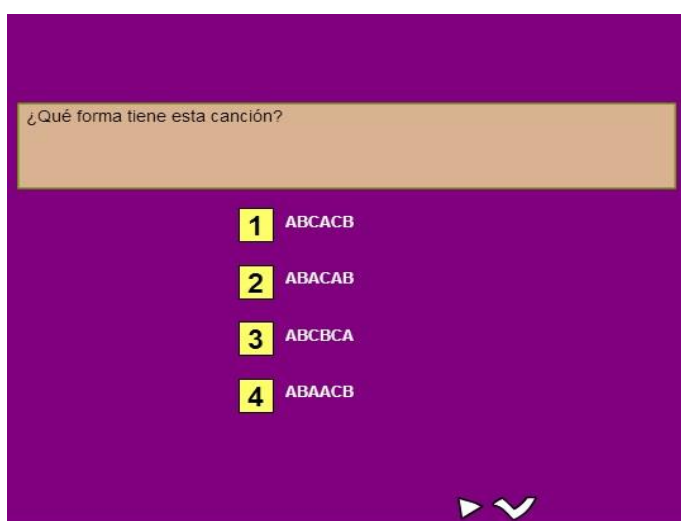 ¿Qué forma tiene esta canción?
1 ABCACB
2 ABACAB
3 ABCBCA
4 ABAACB